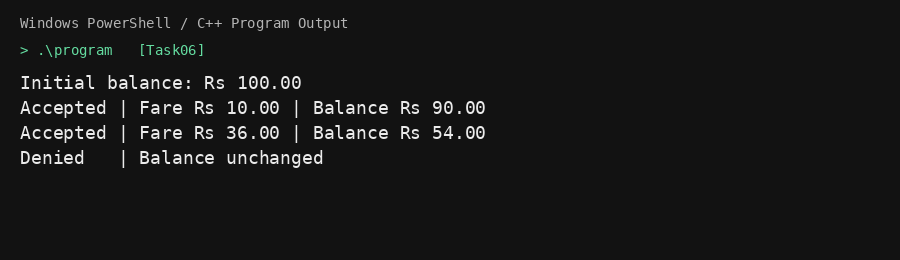 Windows PowerShell / C++ Program Output
> .\program   [Task06]
Initial balance: Rs 100.00
Accepted | Fare Rs 10.00 | Balance Rs 90.00
Accepted | Fare Rs 36.00 | Balance Rs 54.00
Denied   | Balance unchanged